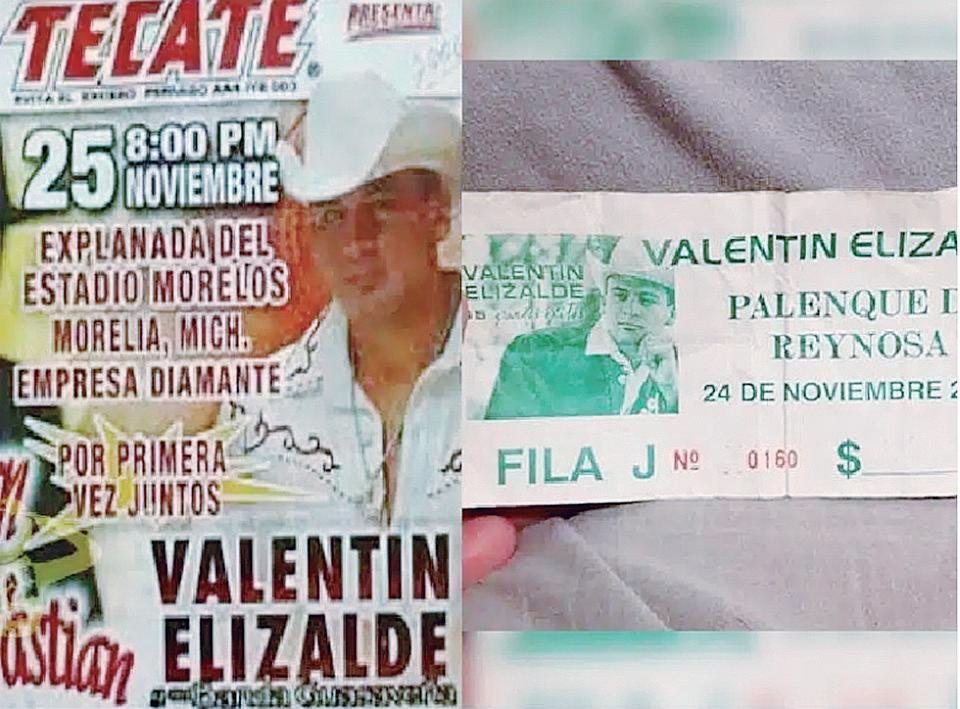 TECATE
PRESENTA:
25
8:00 PM
NOVIEMBRE
EXPLANADA DEL
ESTADIO MORELOS
MORELIA, MICH.
EMPRESA DIAMANTE
POR PRIMERA
VEZ JUNTOS
VALENTIN
ELIZALDE
VALENTIN ELIZA
VALENTIN
ELIZALDE
PALENQUE D
REYNOSA
24 DE NOVIEMBRE 2
FILA J Nº 0160 $